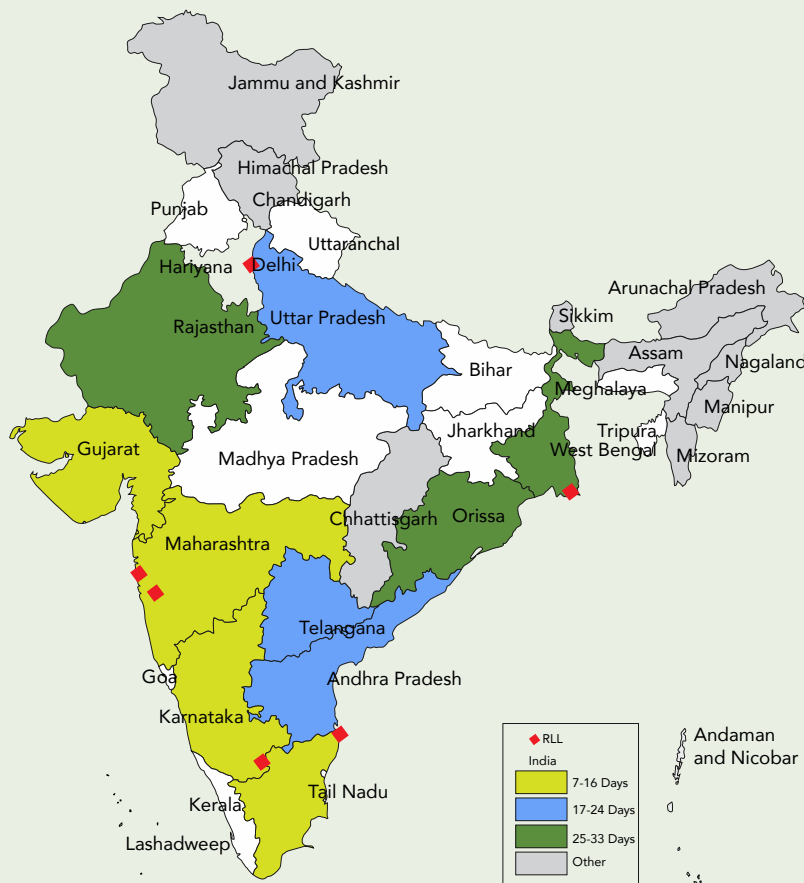 Jammu and Kashmir
Himachal Pradesh
Chandigarh
Punjab
Uttaranchal
Hariyana
Delhi
Arunachal Pradesh
Sikkim
Rajasthan
Uttar Pradesh
Assam
Nagaland
Bihar
Meghalaya
Manipur
Gujarat
Jharkhand
Tripura
West Bengal
Mizoram
Madhya Pradesh
Chhattisgarh
Orissa
Maharashtra
Telangana
Goa
Andhra Pradesh
Karnataka
Andaman
and Nicobar
Kerala
Tail Nadu
Lashadweep
RLL
India
7-16 Days
17-24 Days
25-33 Days
Other